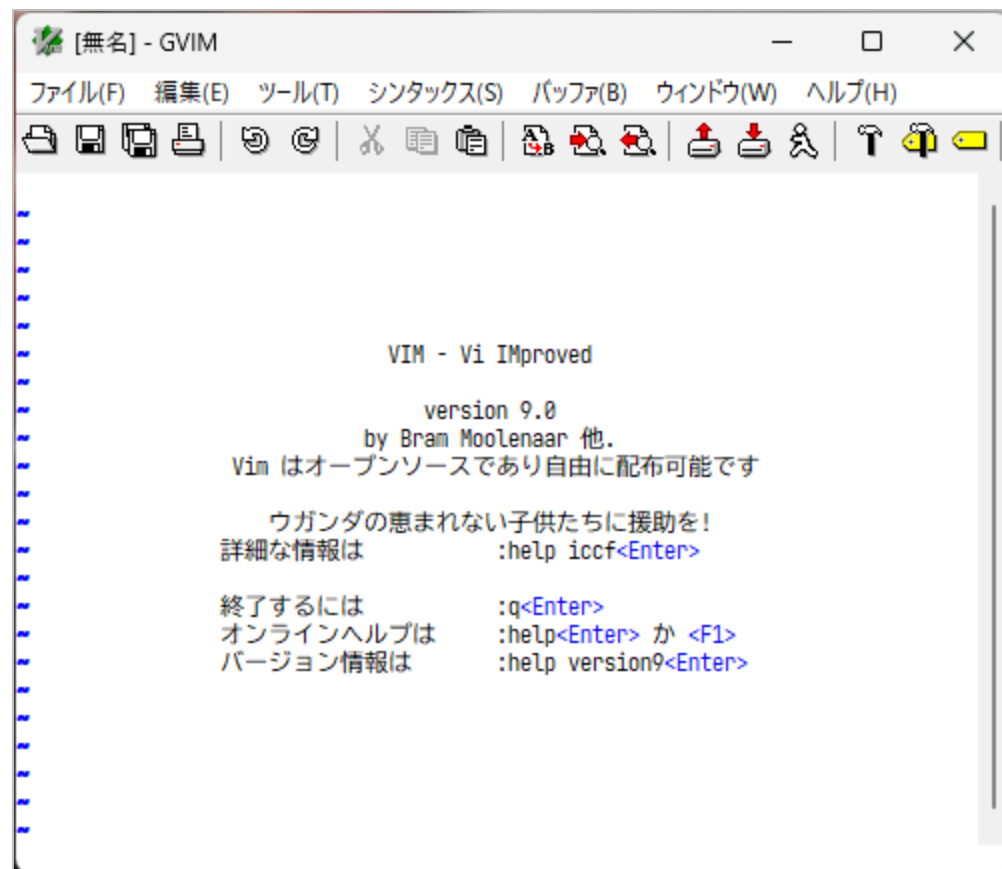 [無名] - GVIM
ファイル(F) 編集(E) ツール(T) シンタックス(S) バッファ(B) ウィンドウ(W) ヘルプ(H)
~
~
~
~
~
~ VIM - Vi IMproved
~
~ version 9.0
~ by Bram Moolenaar 他.
~ Vim はオープンソースであり自由に配布可能です
~
~ ウガンダの恵まれない子供たちに援助を!
~ 詳細な情報は :help iccf<Enter>
~
~ 終了するには :q<Enter>
~ オンラインヘルプは :help<Enter> か <F1>
~ バージョン情報は :help version9<Enter>
~
~
~
~
~
~